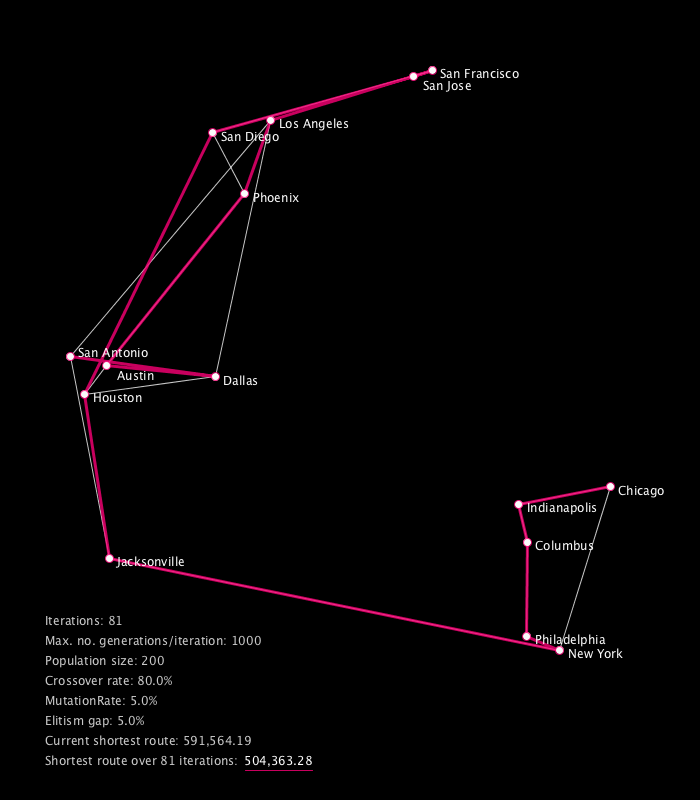 San Francisco
San Jose
Los Angeles
San Diego
Phoenix
San Antonio
Austin
Dallas
Houston
Chicago
Indianapolis
Columbus
Jacksonville
Philadelphia
New York
Iterations: 81
Max. no. generations/iteration: 1000
Population size: 200
Crossover rate: 80.0%
MutationRate: 5.0%
Elitism gap: 5.0%
Current shortest route: 591,564.19
Shortest route over 81 iterations: 504,363.28